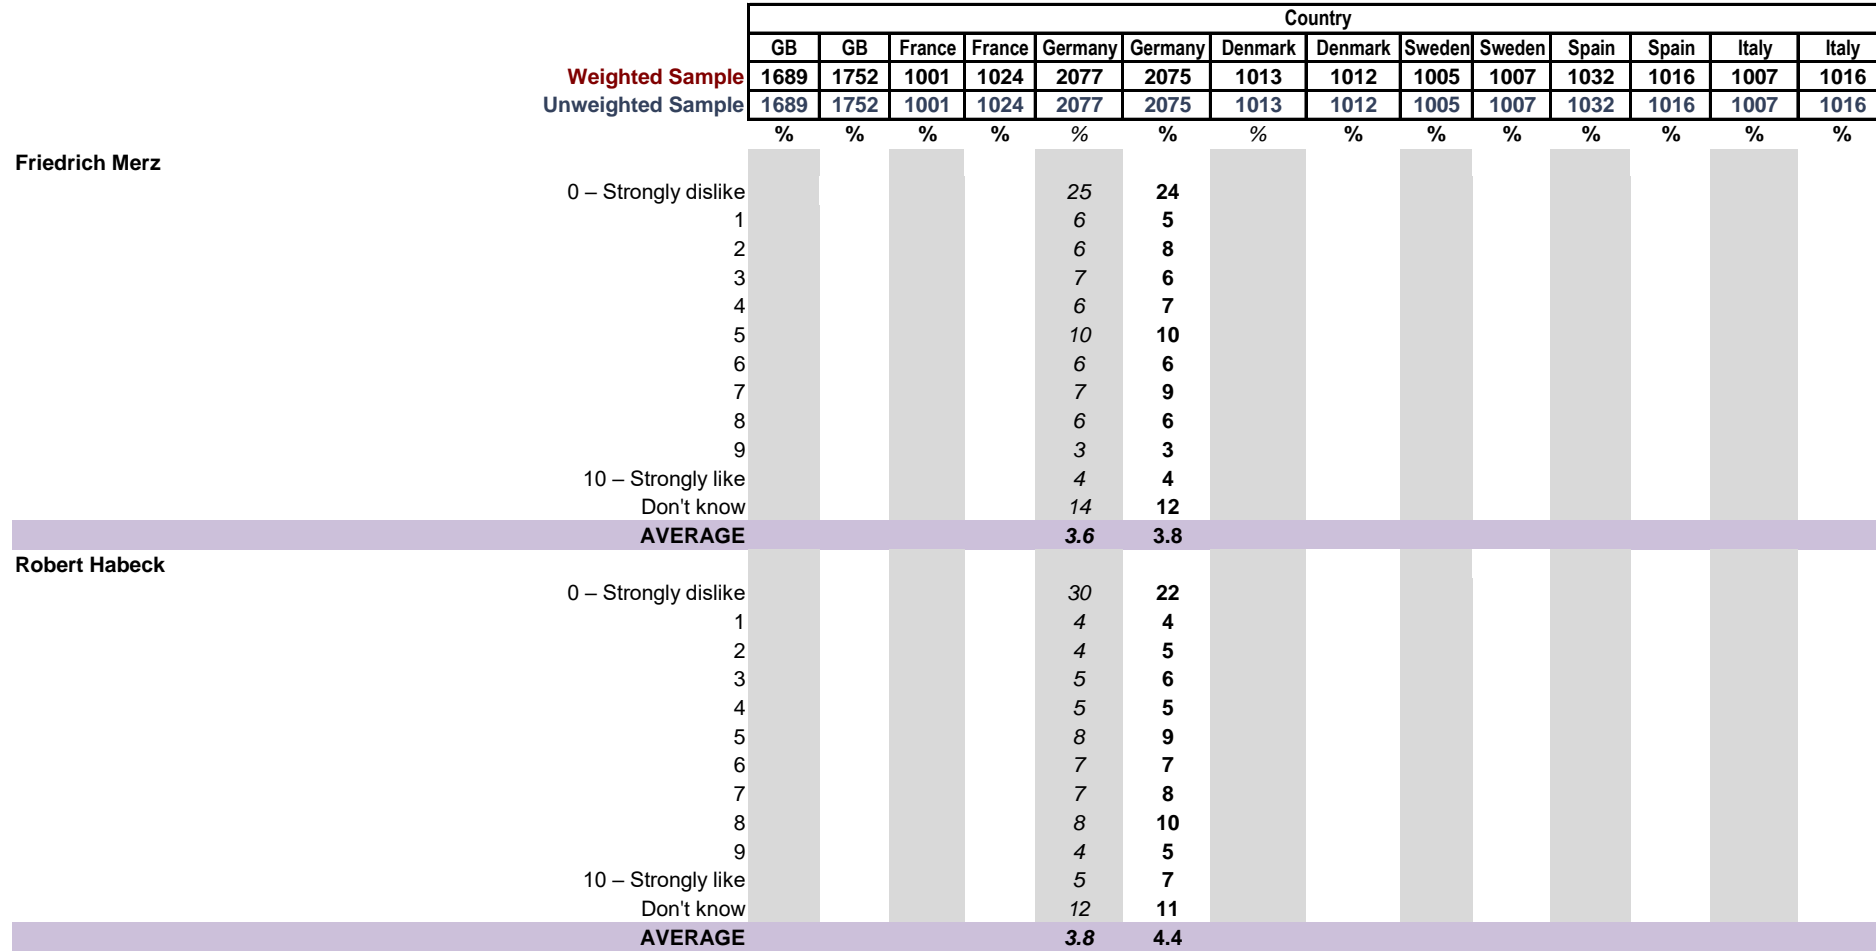 Country
GB GB France France Germany Germany Denmark Denmark Sweden Sweden Spain Spain Italy Italy
Weighted Sample 1689 1752 1001 1024 2077 2075 1013 1012 1005 1007 1032 1016 1007 1016
Unweighted Sample 1689 1752 1001 1024 2077 2075 1013 1012 1005 1007 1032 1016 1007 1016
% % % % % % % % % % % % % %
Friedrich Merz
0 – Strongly dislike 25 24
1 6 5
2 6 8
3 7 6
4 6 7
5 10 10
6 6 6
7 7 9
8 6 6
9 3 3
10 – Strongly like 4 4
Don't know 14 12
AVERAGE 3.6 3.8
Robert Habeck
0 – Strongly dislike 30 22
1 4 4
2 4 5
3 5 6
4 5 5
5 8 9
6 7 7
7 7 8
8 8 10
9 4 5
10 – Strongly like 5 7
Don't know 12 11
AVERAGE 3.8 4.4